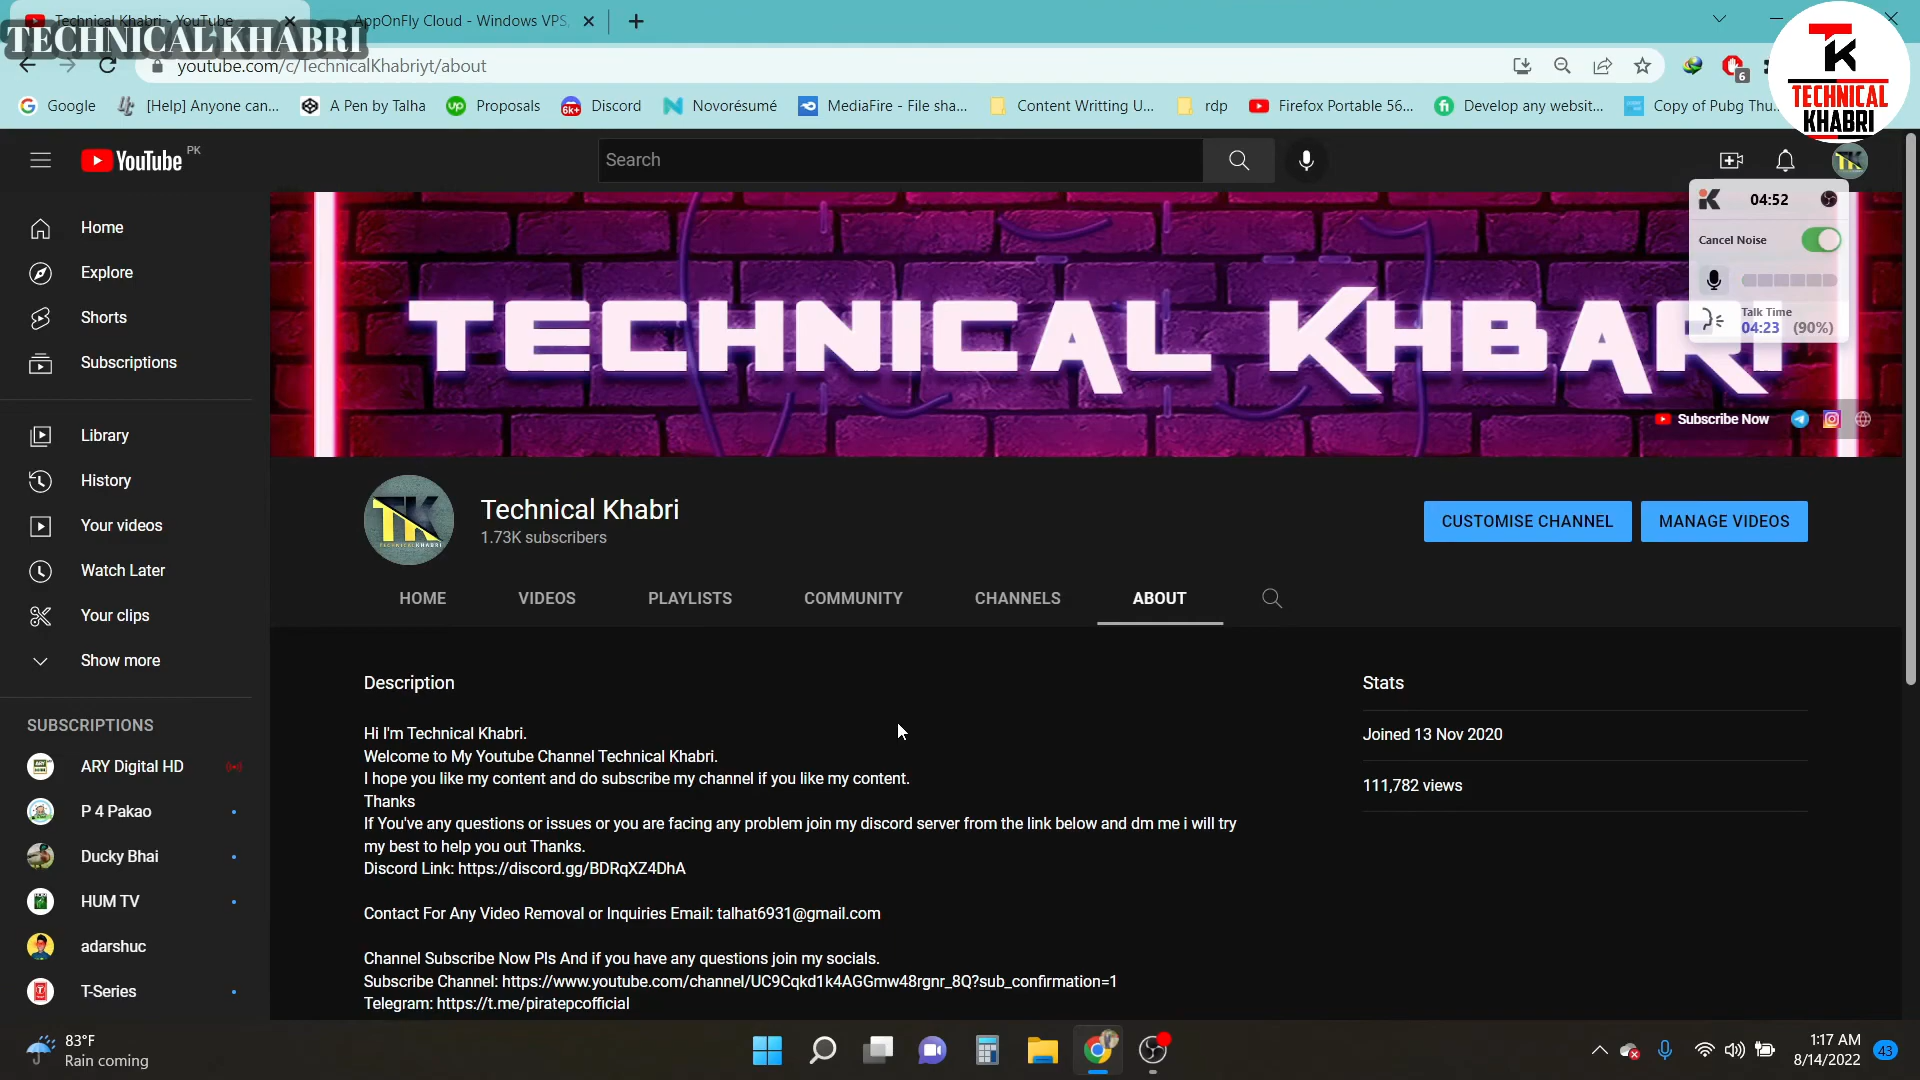 Technical Khabri - YouTube
AppOnFly Cloud - Windows VPS,
TECHNICAL KHABRI
youtube.com/c/TechnicalKhabriyt/about
6
TK
TECHNICAL
KHABRI
Google
[Help] Anyone can...
A Pen by Talha
up
Proposals
6k+
Discord
Novorésumé
MediaFire - File sha...
Content Writting U...
rdp
Firefox Portable 56...
fi
Develop any websit...
Copy of Pubg Thu...
YouTube PK
Search
TK
04:52
Cancel Noise
Talk Time
04:23 (90%)
Home
Explore
Shorts
Subscriptions
Library
History
Your videos
Watch Later
Your clips
Show more
SUBSCRIPTIONS
ARY Digital HD
P 4 Pakao
Ducky Bhai
HUM TV
adarshuc
T-Series
TECHNICAL KHBARI
Subscribe Now
TK
TECHNICAL KHABRI
Technical Khabri
1.73K subscribers
CUSTOMISE CHANNEL
MANAGE VIDEOS
HOME
VIDEOS
PLAYLISTS
COMMUNITY
CHANNELS
ABOUT
Description
Hi I'm Technical Khabri.
Welcome to My Youtube Channel Technical Khabri.
I hope you like my content and do subscribe my channel if you like my content.
Thanks
If You've any questions or issues or you are facing any problem join my discord server from the link below and dm me i will try
my best to help you out Thanks.
Discord Link: https://discord.gg/BDRqXZ4DhA
Contact For Any Video Removal or Inquiries Email: talhat6931@gmail.com
Channel Subscribe Now Pls And if you have any questions join my socials.
Subscribe Channel: https://www.youtube.com/channel/UC9Cqkd1k4AGGmw48rgnr_8Q?sub_confirmation=1
Telegram: https://t.me/piratepcofficial
Stats
Joined 13 Nov 2020
111,782 views
83°F
Rain coming
1:17 AM
8/14/2022
43